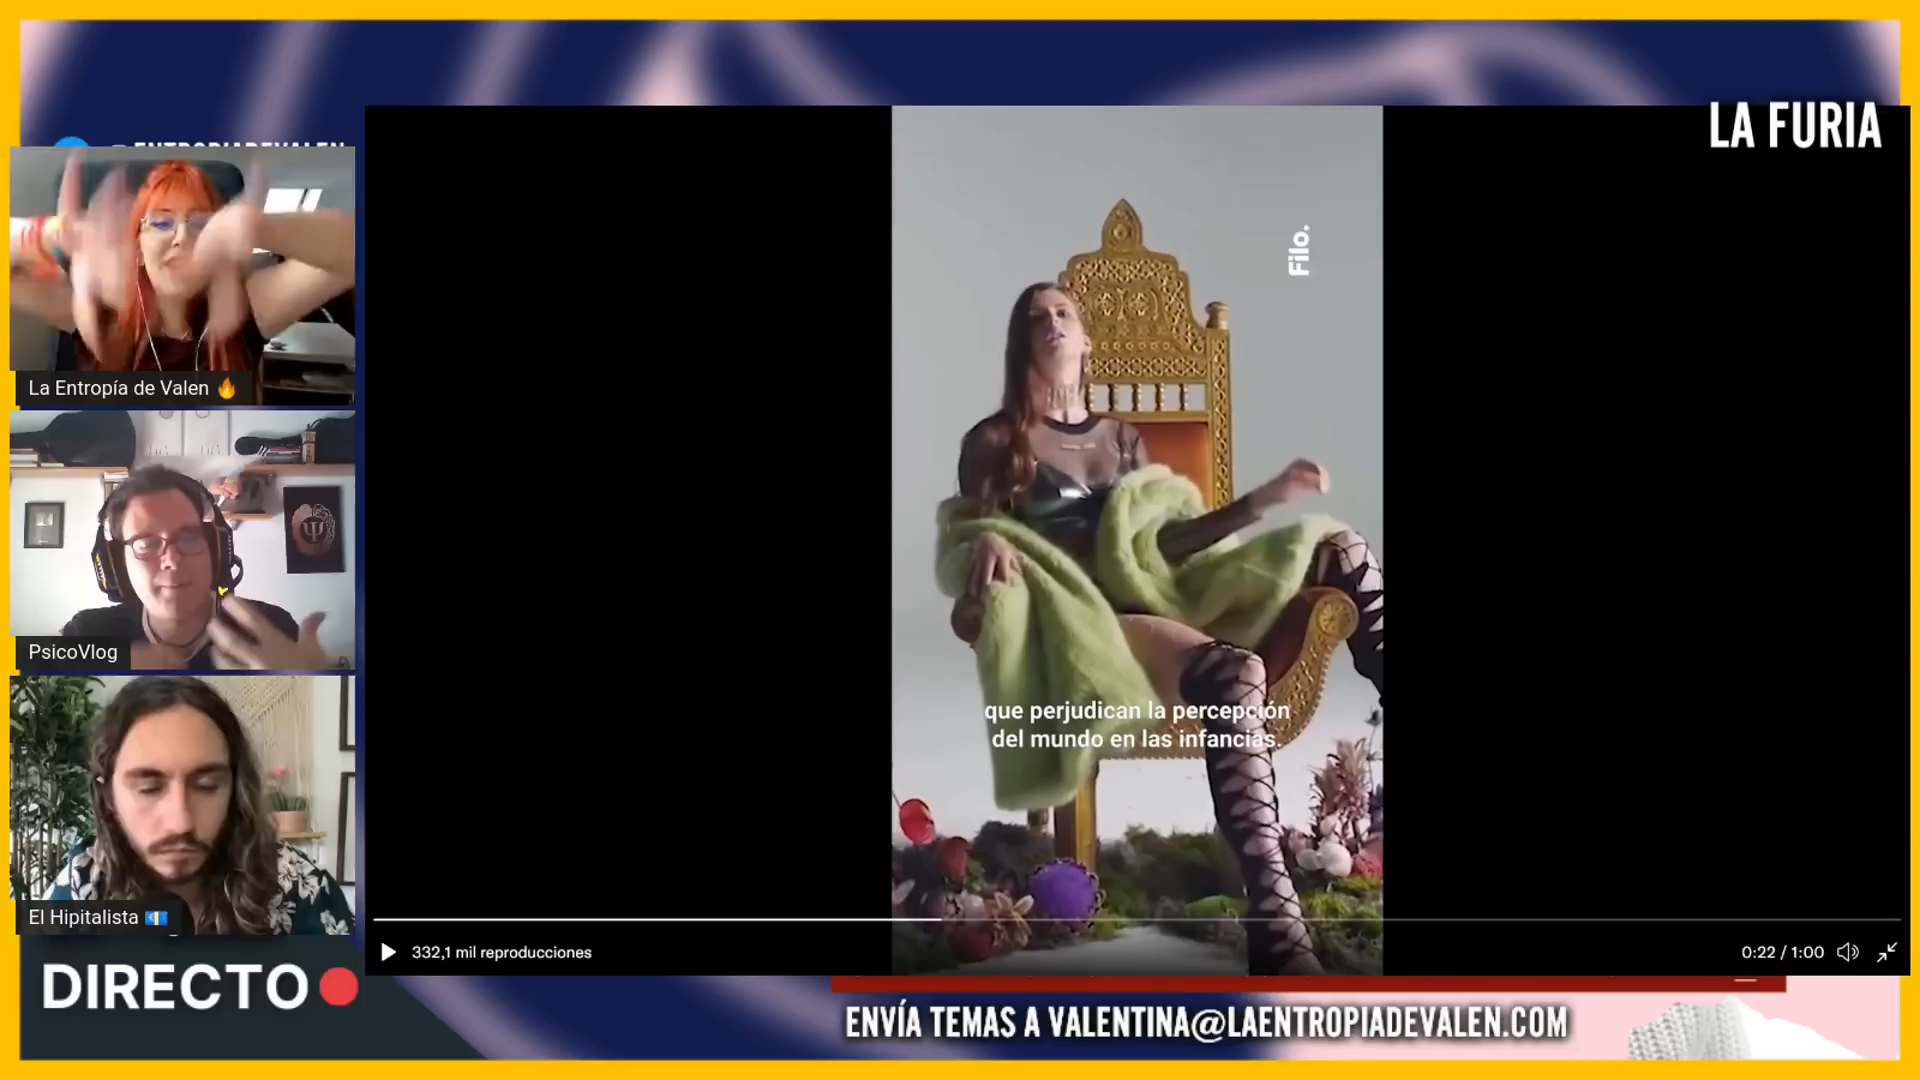 LA FURIA
ENTROPIADEVALEN
Filo.
La Entropía de Valen
PsicoVlog
que perjudican la percepción
del mundo en las infancias.
El Hipitalista
332,1 mil reproducciones
0:22 / 1:00
DIRECTO
ENVÍA TEMAS A VALENTINA@LAENTROPIADEVALEN.COM